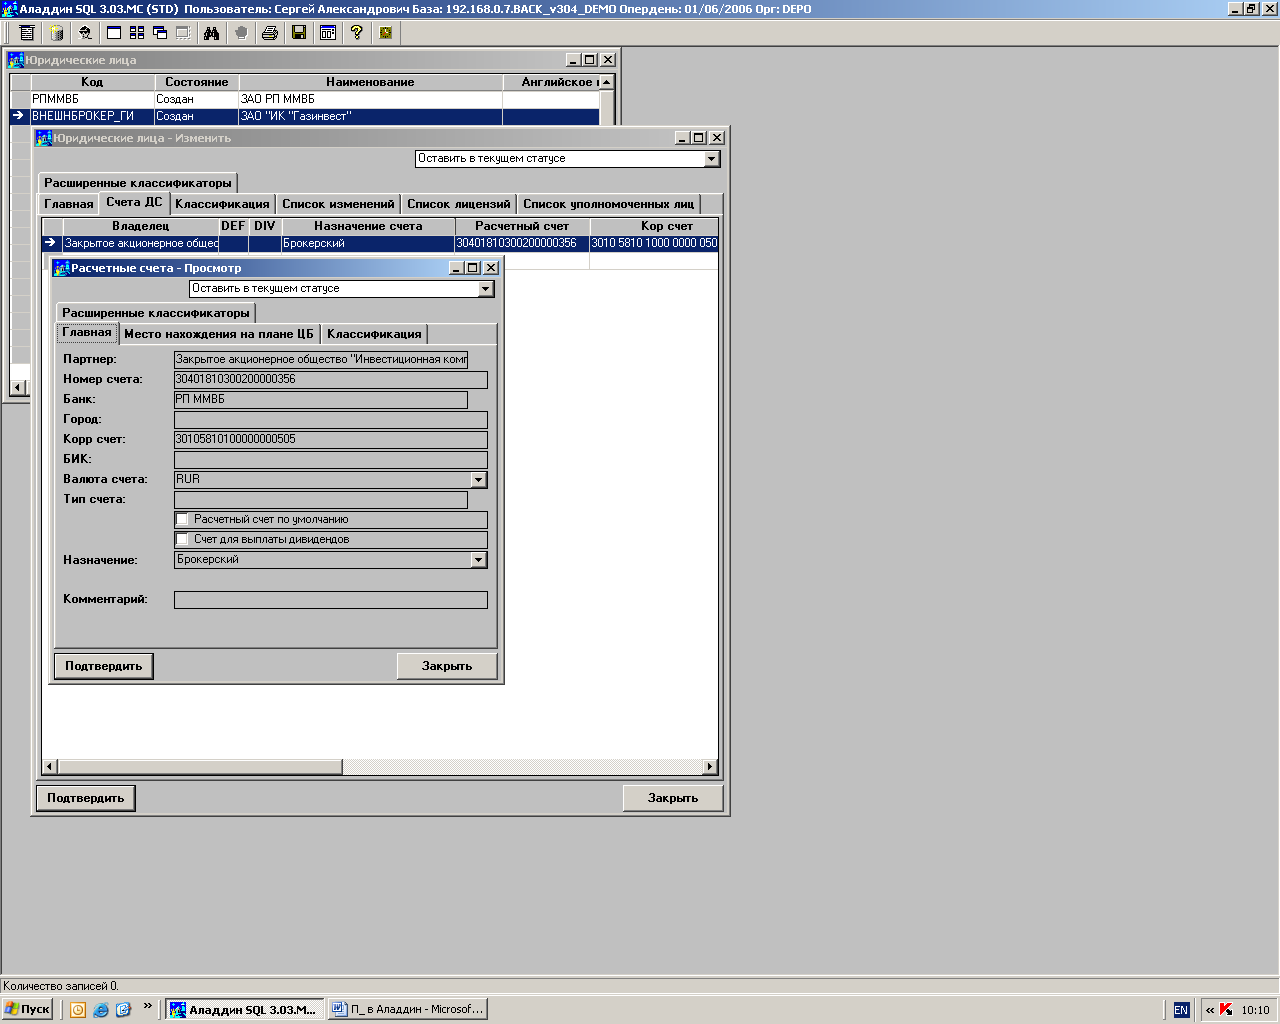 Аладдин SQL 3.03.MC (STD) Пользователь: Сергей Александрович База: 192.168.0.7.BACK_v304_DEMO Опердень: 01/06/2006 Орг: DEPO
Юридические лица
Код Состояние Наименование Английское
РПММВБ Создан ЗАО РП ММВБ
ВНЕШНБРОКЕР_ГИ Создан ЗАО "ИК "Газинвест"
Юридические лица - Изменить
Оставить в текущем статусе
Расширенные классификаторы
Главная Счета ДС Классификация Список изменений Список лицензий Список уполномоченных лиц
Владелец DEF DIV Назначение счета Расчетный счет Кор счет
Закрытое акционерное общес Брокерский 30401810300200000356 3010 5810 1000 0000 050
Расчетные счета - Просмотр
Оставить в текущем статусе
Расширенные классификаторы
Главная Место нахождения на плане ЦБ Классификация
Партнер: Закрытое акционерное общество "Инвестиционная комп
Номер счета: 30401810300200000356
Банк: РП ММВБ
Город:
Корр счет: 30105810100000000505
БИК:
Валюта счета: RUR
Тип счета:
Расчетный счет по умолчанию
Счет для выплаты дивидендов
Назначение: Брокерский
Комментарий:
Подтвердить Закрыть
Подтвердить Закрыть
Количество записей 0.
Пуск » Аладдин SQL 3.03.М... П_ в Аладдин - Microsof... EN « 10:10